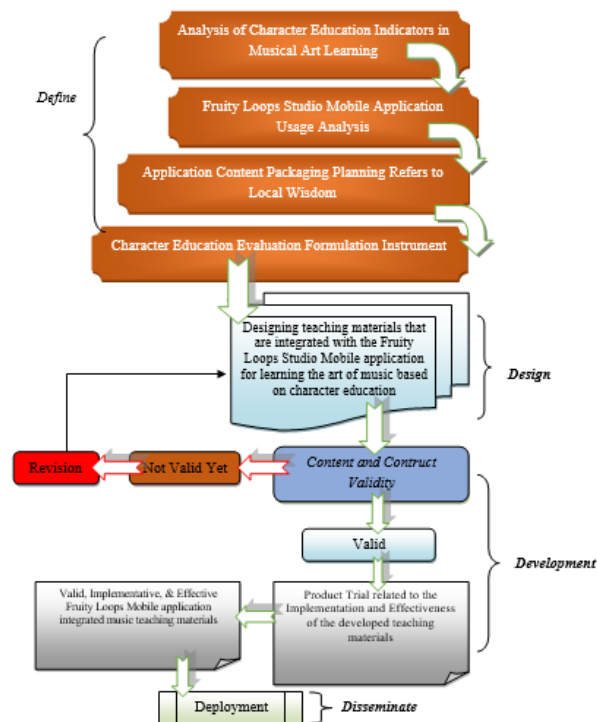 Analysis of Character Education Indicators in
Musical Art Learning
Define
Fruity Loops Studio Mobile Application
Usage Analysis
Application Content Packaging Planning Refers to
Local Wisdom
Character Education Evaluation Formulation Instrument
Designing teaching materials that
are integrated with the Fruity
Loops Studio Mobile application
for learning the art of music based
on character education
Design
Revision
Not Valid Yet
Content and Contruct
Validity
Valid
Development
Valid, Implementive, & Effective
Fruity Loops Mobile application
integrated music teaching materials
Product Trial related to the
Implementation and Effectiveness
of the developed teaching
materials
Deployment
Disseminate